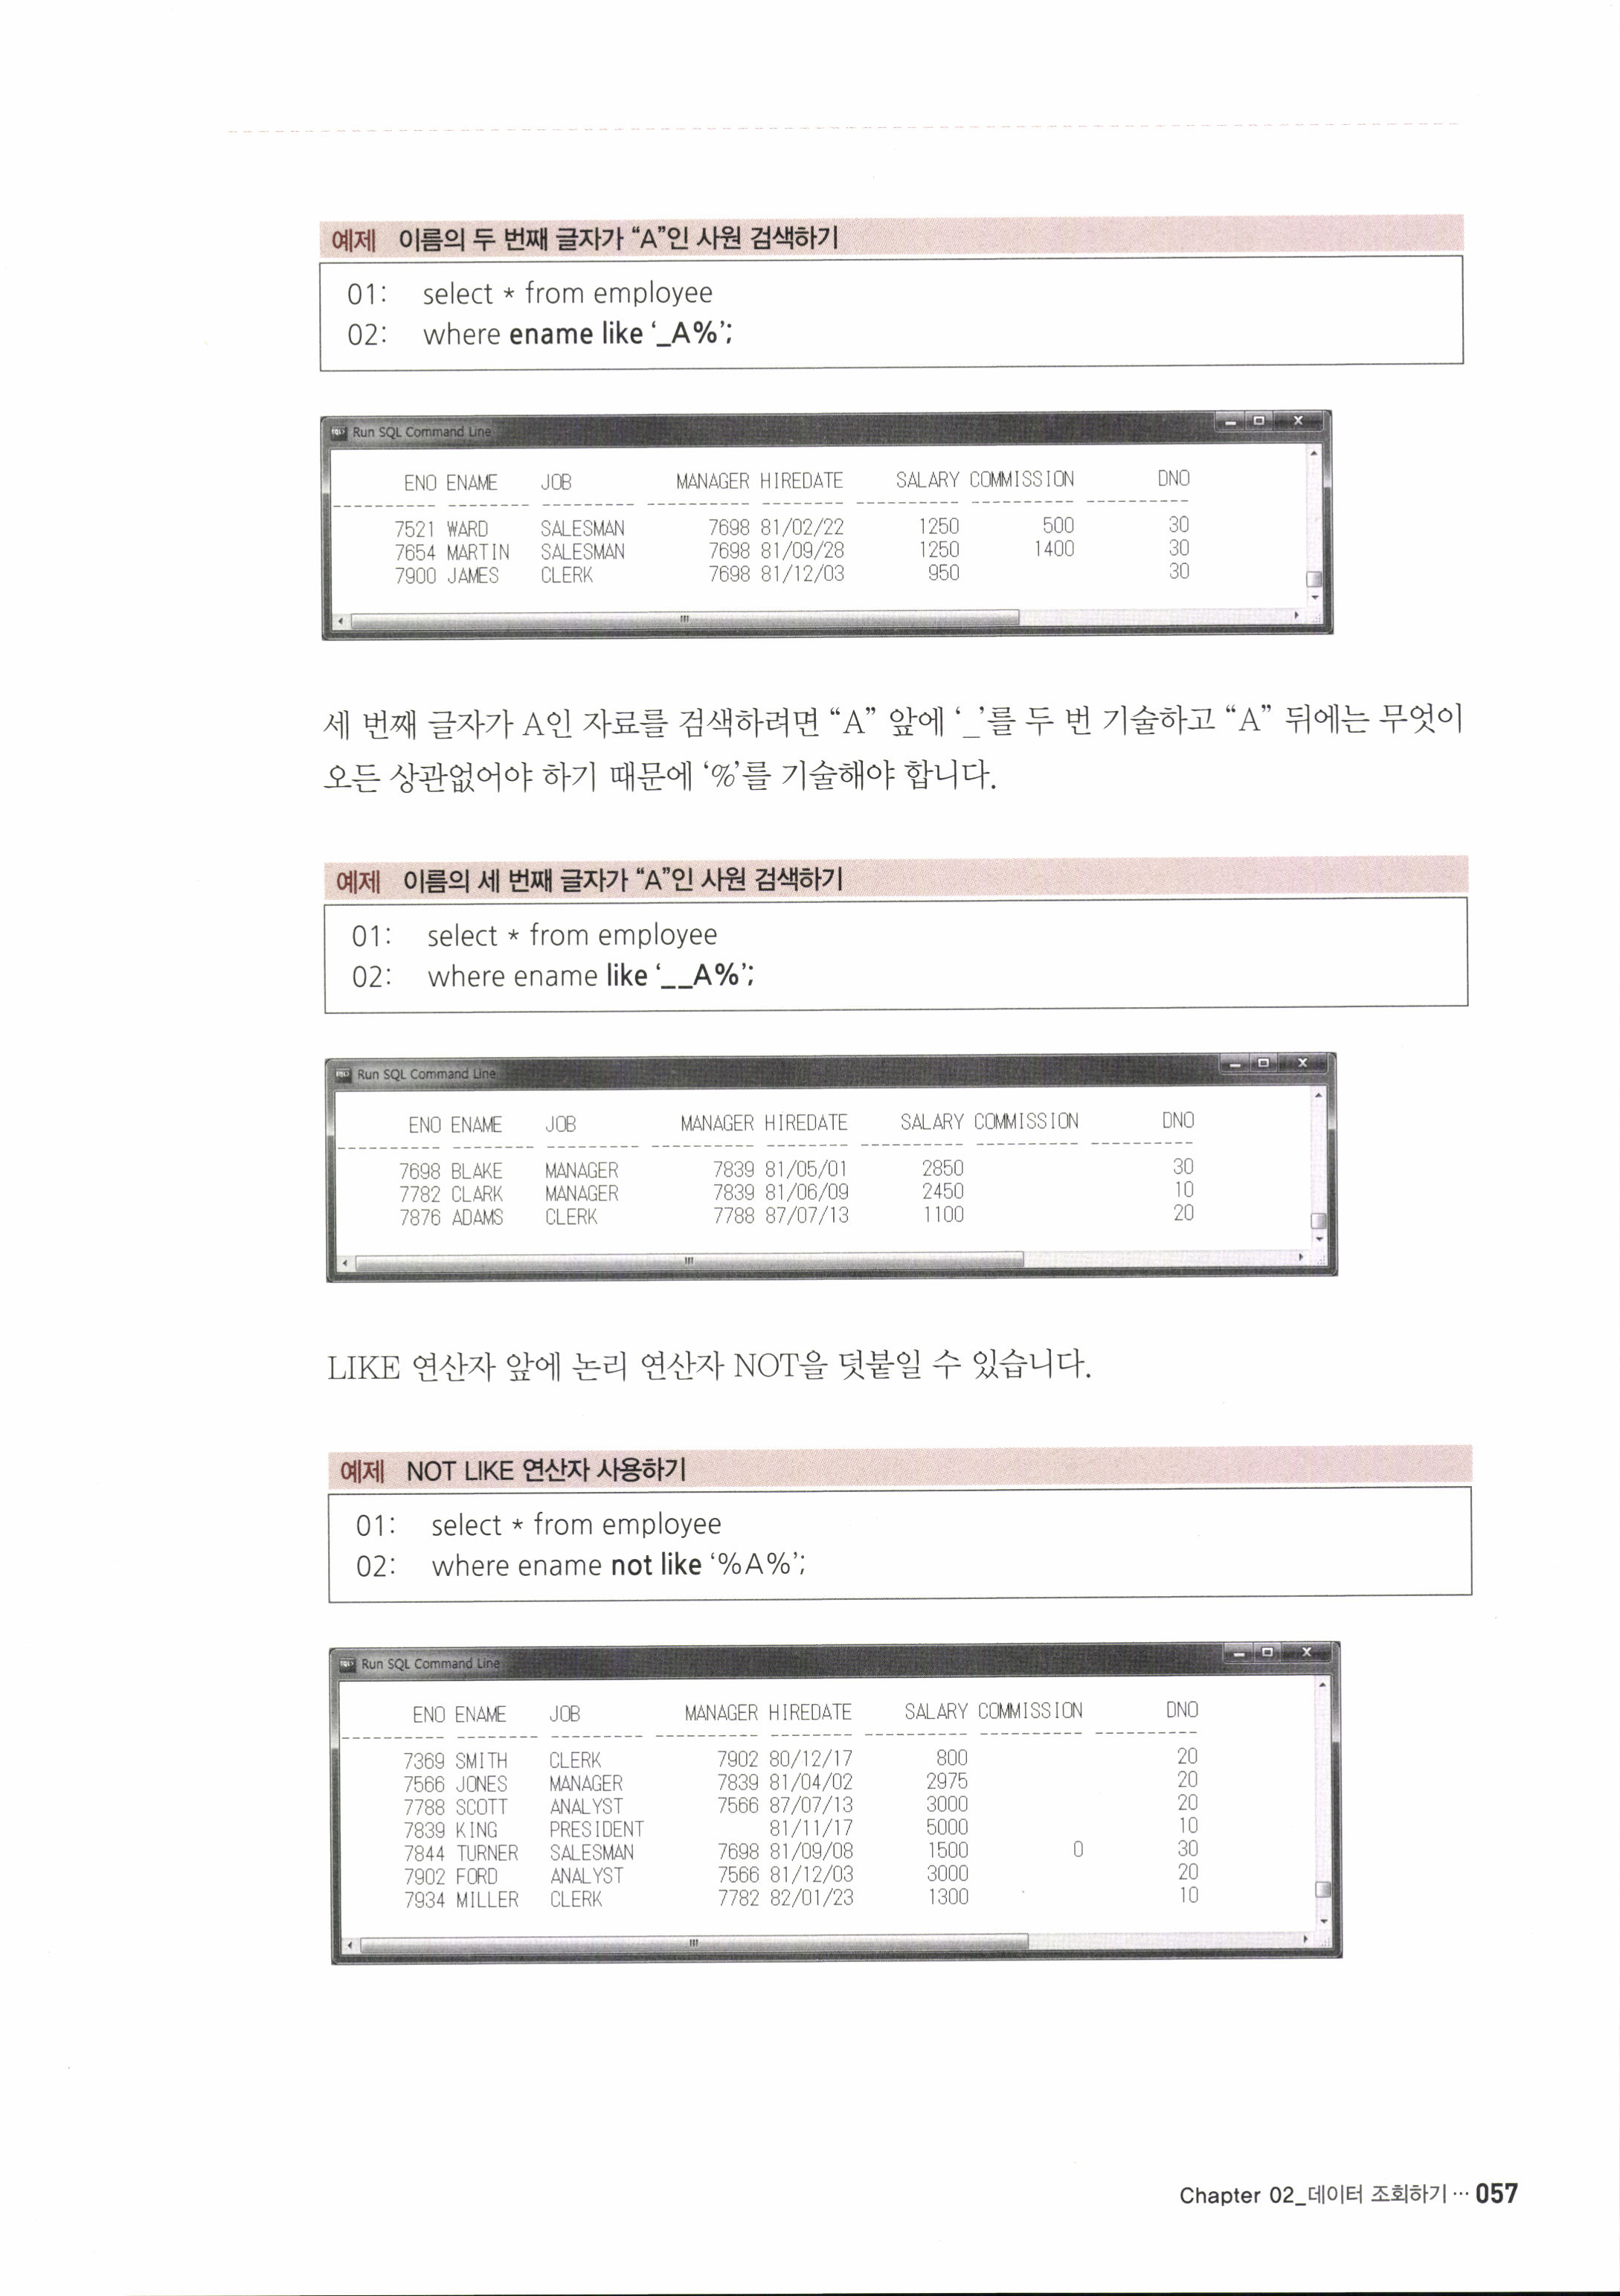 예제 이름의 두 번째 글자가 “A”인 사원 검색하기
01: select * from employee
02: where ename like ‘_A%’;
Run SQL Command Line
ENO ENAME JOB MANAGER HIREDATE SALARY COMMISSION DNO
7521 WARD SALESMAN 7698 81/02/22 1250 500 30
7654 MARTIN SALESMAN 7698 81/09/28 1250 1400 30
7900 JAMES CLERK 7698 81/12/03 950 30
세 번째 글자가 A인 자료를 검색하려면 “A” 앞에 ‘_’를 두 번 기술하고 “A” 뒤에는 무엇이
오든 상관없어야 하기 때문에 ‘%’를 기술해야 합니다.
예제 이름의 세 번째 글자가 “A”인 사원 검색하기
01: select * from employee
02: where ename like ‘__A%’;
Run SQL Command Line
ENO ENAME JOB MANAGER HIREDATE SALARY COMMISSION DNO
7698 BLAKE MANAGER 7839 81/05/01 2850 30
7782 CLARK MANAGER 7839 81/06/09 2450 10
7876 ADAMS CLERK 7788 87/07/13 1100 20
LIKE 연산자 앞에 논리 연산자 NOT을 덧붙일 수 있습니다.
예제 NOT LIKE 연산자 사용하기
01: select * from employee
02: where ename not like ‘%A%’;
Run SQL Command Line
ENO ENAME JOB MANAGER HIREDATE SALARY COMMISSION DNO
7369 SMITH CLERK 7902 80/12/17 800 20
7566 JONES MANAGER 7839 81/04/02 2975 20
7788 SCOTT ANALYST 7566 87/07/13 3000 20
7839 KING PRESIDENT 81/11/17 5000 10
7844 TURNER SALESMAN 7698 81/09/08 1500 0 30
7902 FORD ANALYST 7566 81/12/03 3000 20
7934 MILLER CLERK 7782 82/01/23 1300 10
Chapter 02_데이터 조회하기 ··· 057